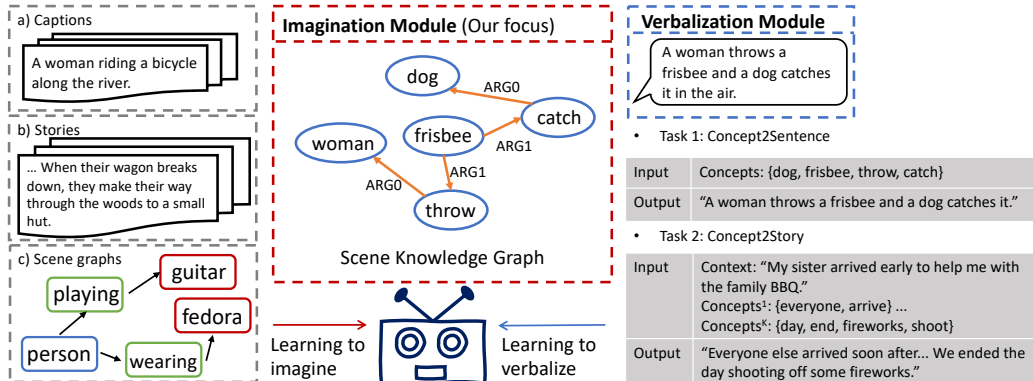 a) Captions
A woman riding a bicycle
along the river.
b) Stories
... When their wagon breaks
down, they make their way
through the woods to a small
hut.
c) Scene graphs
guitar
playing
fedora
person
wearing
Imagination Module (Our focus)
dog
ARG0
catch
frisbee
woman
ARG1
ARG1
ARG0
throw
Scene Knowledge Graph
Learning to
imagine
Learning to
verbalize
Verbalization Module
A woman throws a
frisbee and a dog catches
it in the air.
• Task 1: Concept2Sentence
Input Concepts: {dog, frisbee, throw, catch}
Output “A woman throws a frisbee and a dog catches it.”
• Task 2: Concept2Story
Input Context: “My sister arrived early to help me with
the family BBQ.”
Concepts¹: {everyone, arrive} ...
Conceptsᴷ: {day, end, fireworks, shoot}
Output “Everyone else arrived soon after... We ended the
day shooting off some fireworks.”